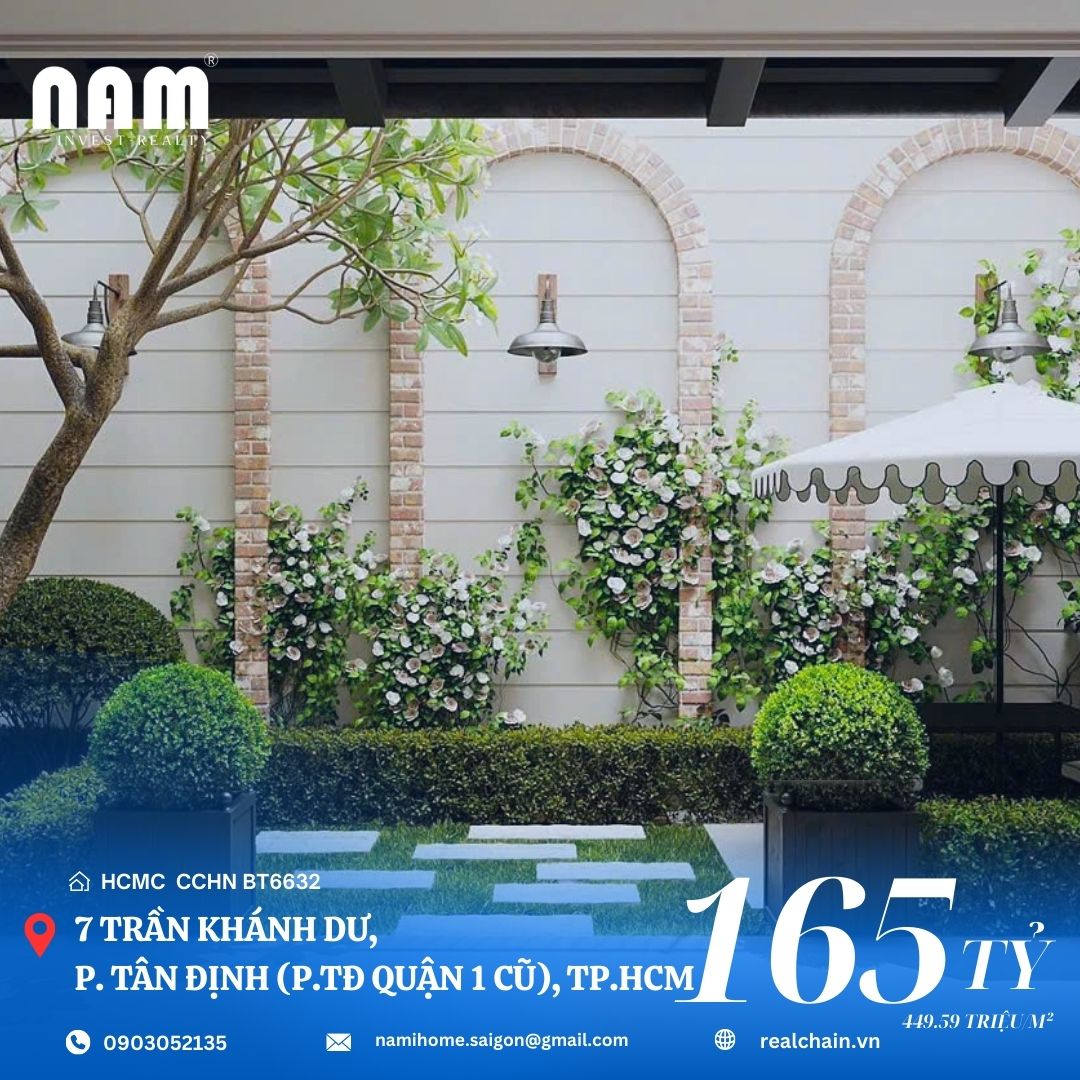 NAM®
INVEST REALTY
HCMC CCHN BT6632
7 TRẦN KHÁNH DƯ,
P. TÂN ĐỊNH (P.TĐ QUẬN 1 CŨ), TP.HCM
165 TỶ
449.59 TRIỆU/M²
0903052135
namihome.saigon@gmail.com
realchain.vn